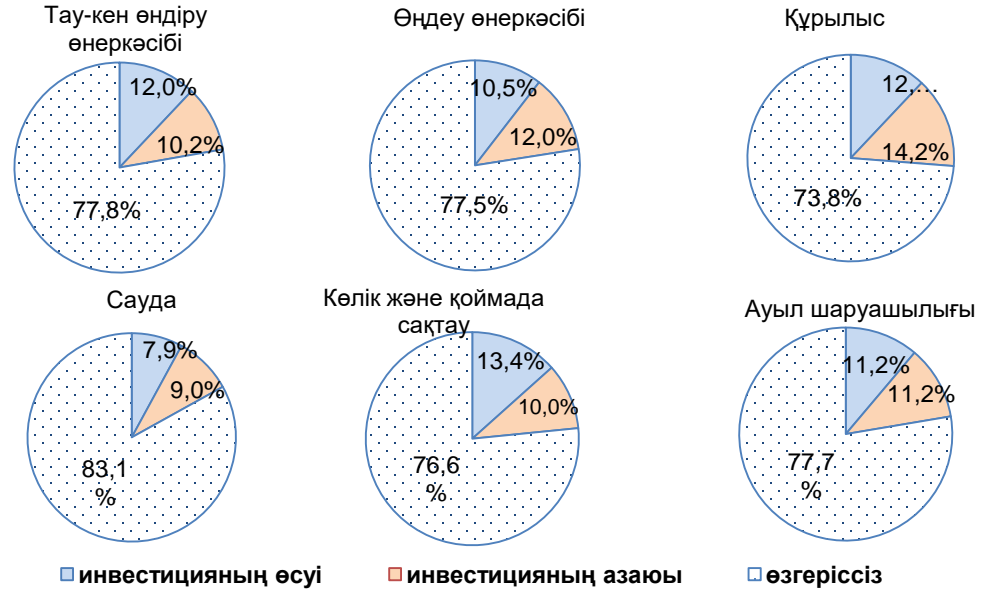 Тау-кен өндіру
өнеркәсібі
12,0%
10,2%
77,8%
Өңдеу өнеркәсібі
10,5%
12,0%
77,5%
Құрылыс
12,…
14,2%
73,8%
Сауда
7,9%
9,0%
83,1
%
Көлік және қоймада
сақтау
13,4%
10,0%
76,6
%
Ауыл шаруашылығы
11,2%
11,2%
77,7
%
инвестицияның өсуі
инвестицияның азаюы
өзгеріссіз